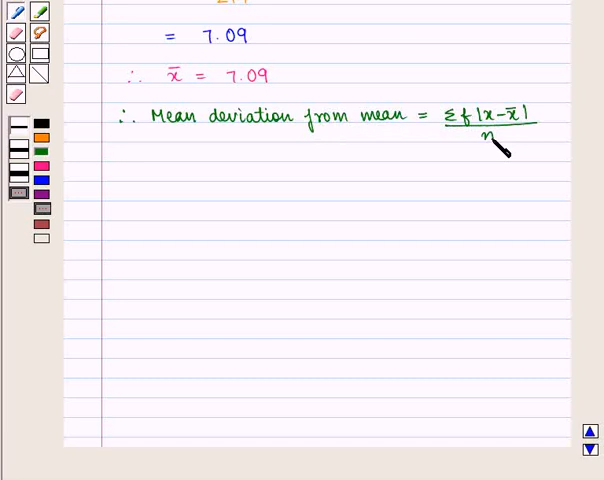 = 7.09
∴ x̄ = 7.09
∴ Mean deviation from mean = Σf|x-x̄|
n